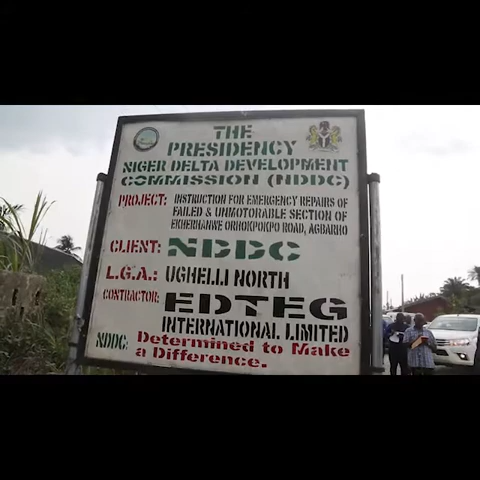 THE
PRESIDENCY
NIGER DELTA DEVELOPMENT
COMMISSION (NDDC)
PROJECT: INSTRUCTION FOR EMERGENCY REPAIRS OF
FAILED & UNMOTORABLE SECTION OF
EKHERHANWE ORHOKPOKPO ROAD, AGBARHO
CLIENT: NDDC
L.G.A.: UGHELLI NORTH
CONTRACTOR: EDTEG
INTERNATIONAL LIMITED
NDDC: Determined to Make
a Difference.